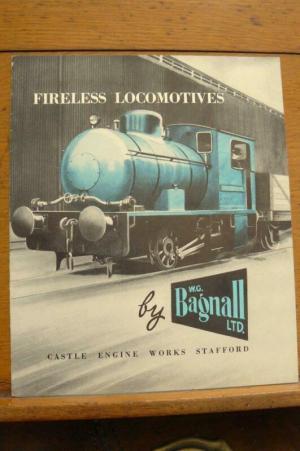 FIRELESS LOCOMOTIVES
by
W.G.
Bagnall
LTD.
CASTLE ENGINE WORKS STAFFORD